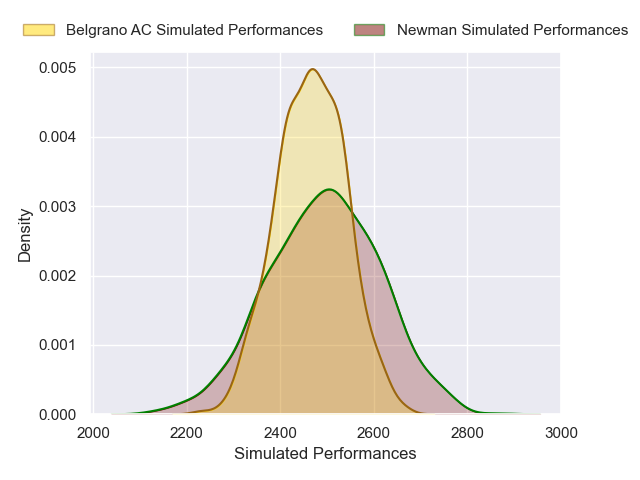 Belgrano AC Simulated Performances
Newman Simulated Performances
0.005
0.004
0.003
0.002
0.001
0.000
Density
2000 2200 2400 2600 2800 3000
Simulated Performances